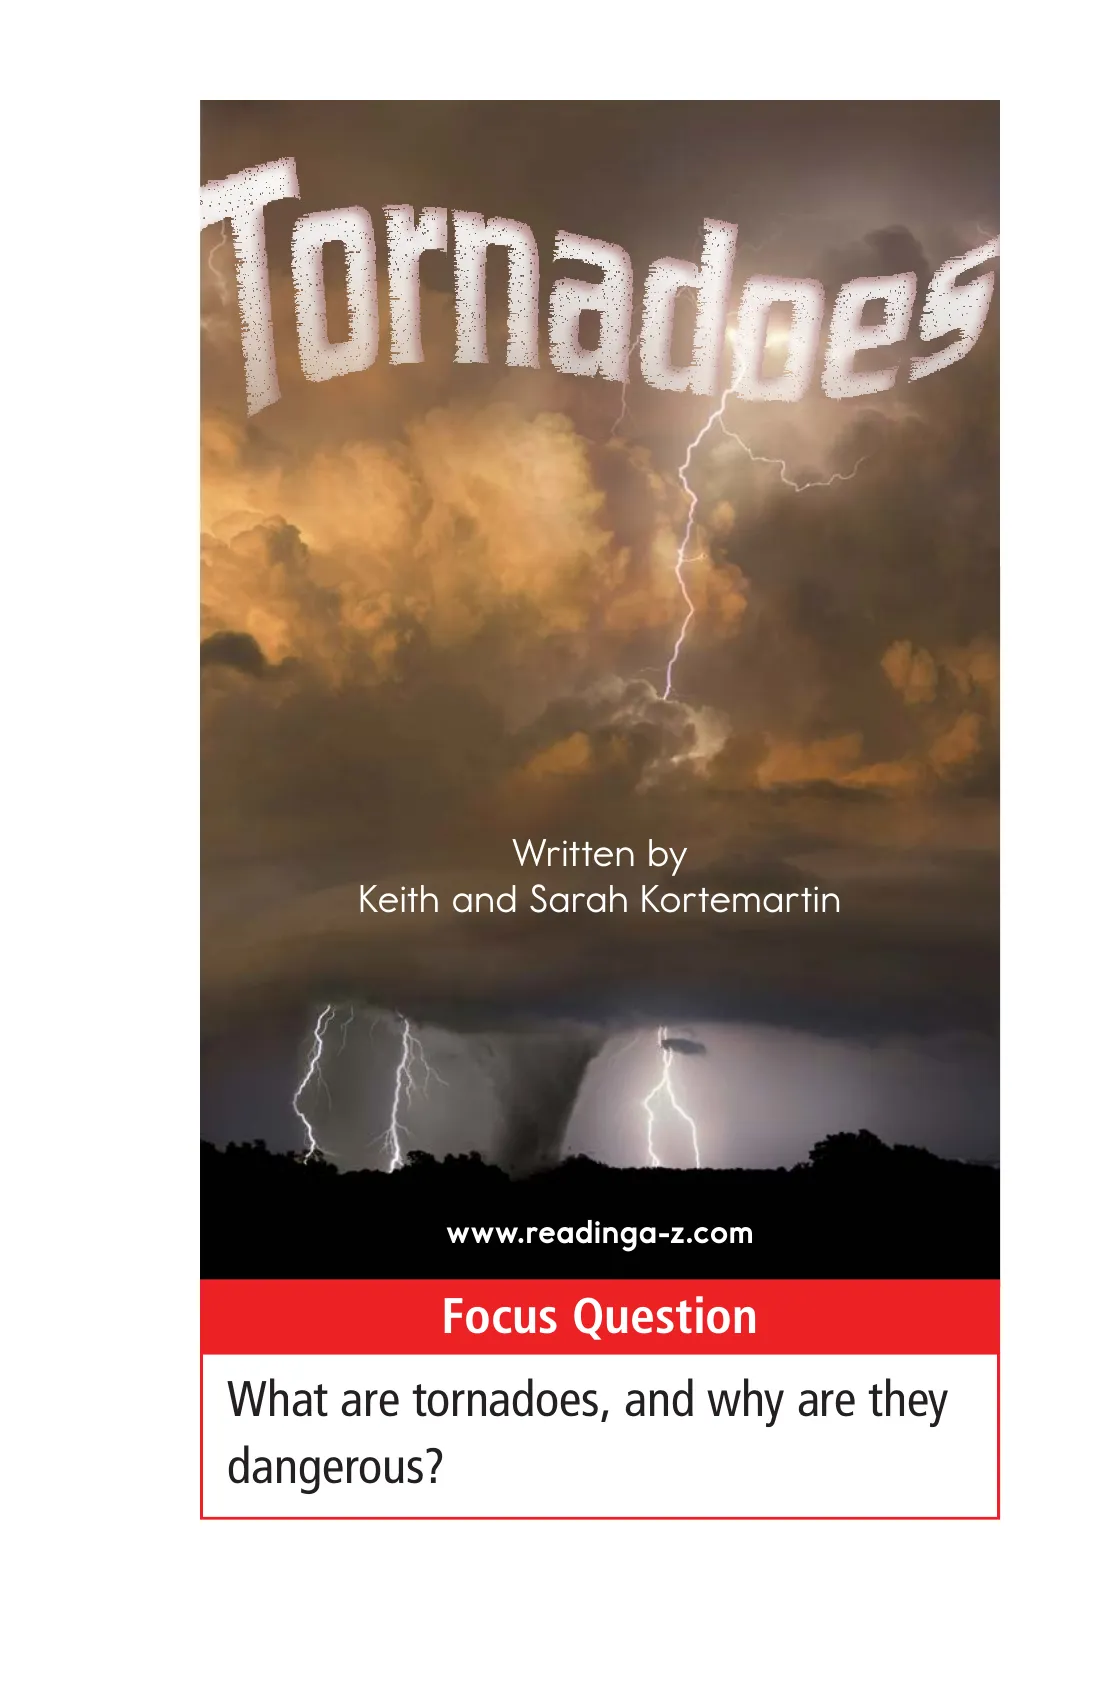 Tornadoes
Written by
Keith and Sarah Kortemartin
www.readinga-z.com
Focus Question
What are tornadoes, and why are they
dangerous?